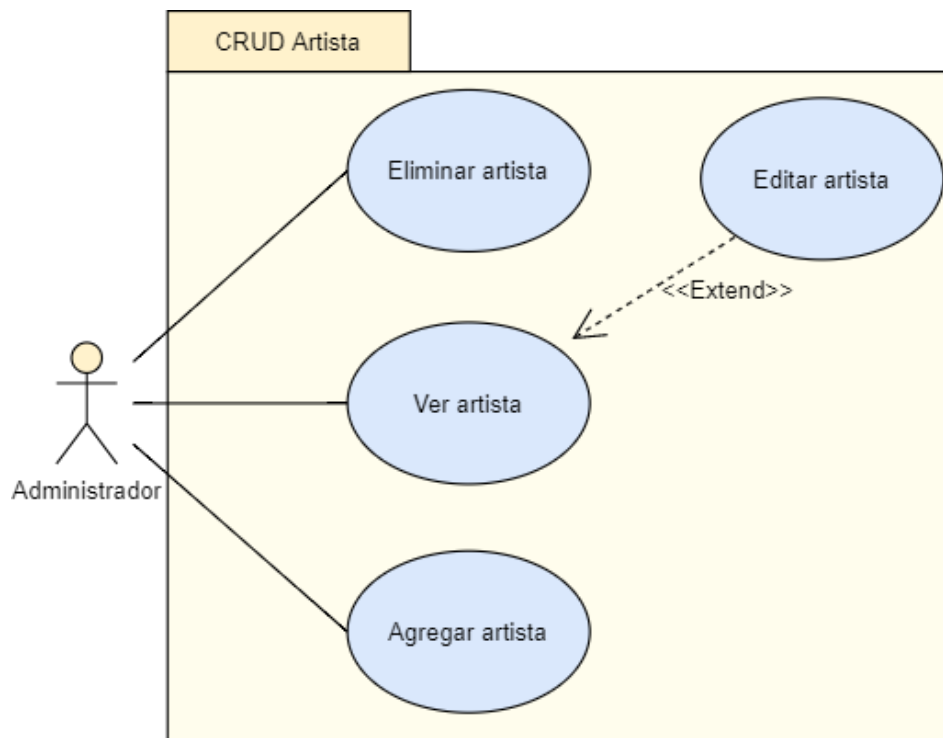 CRUD Artista
Eliminar artista
Editar artista
<<Extend>>
Ver artista
Administrador
Agregar artista